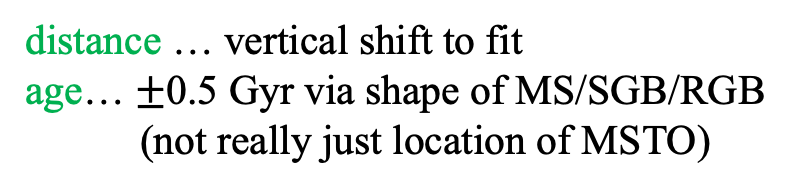 distance … vertical shift to fit
age… ±0.5 Gyr via shape of MS/SGB/RGB
(not really just location of MSTO)